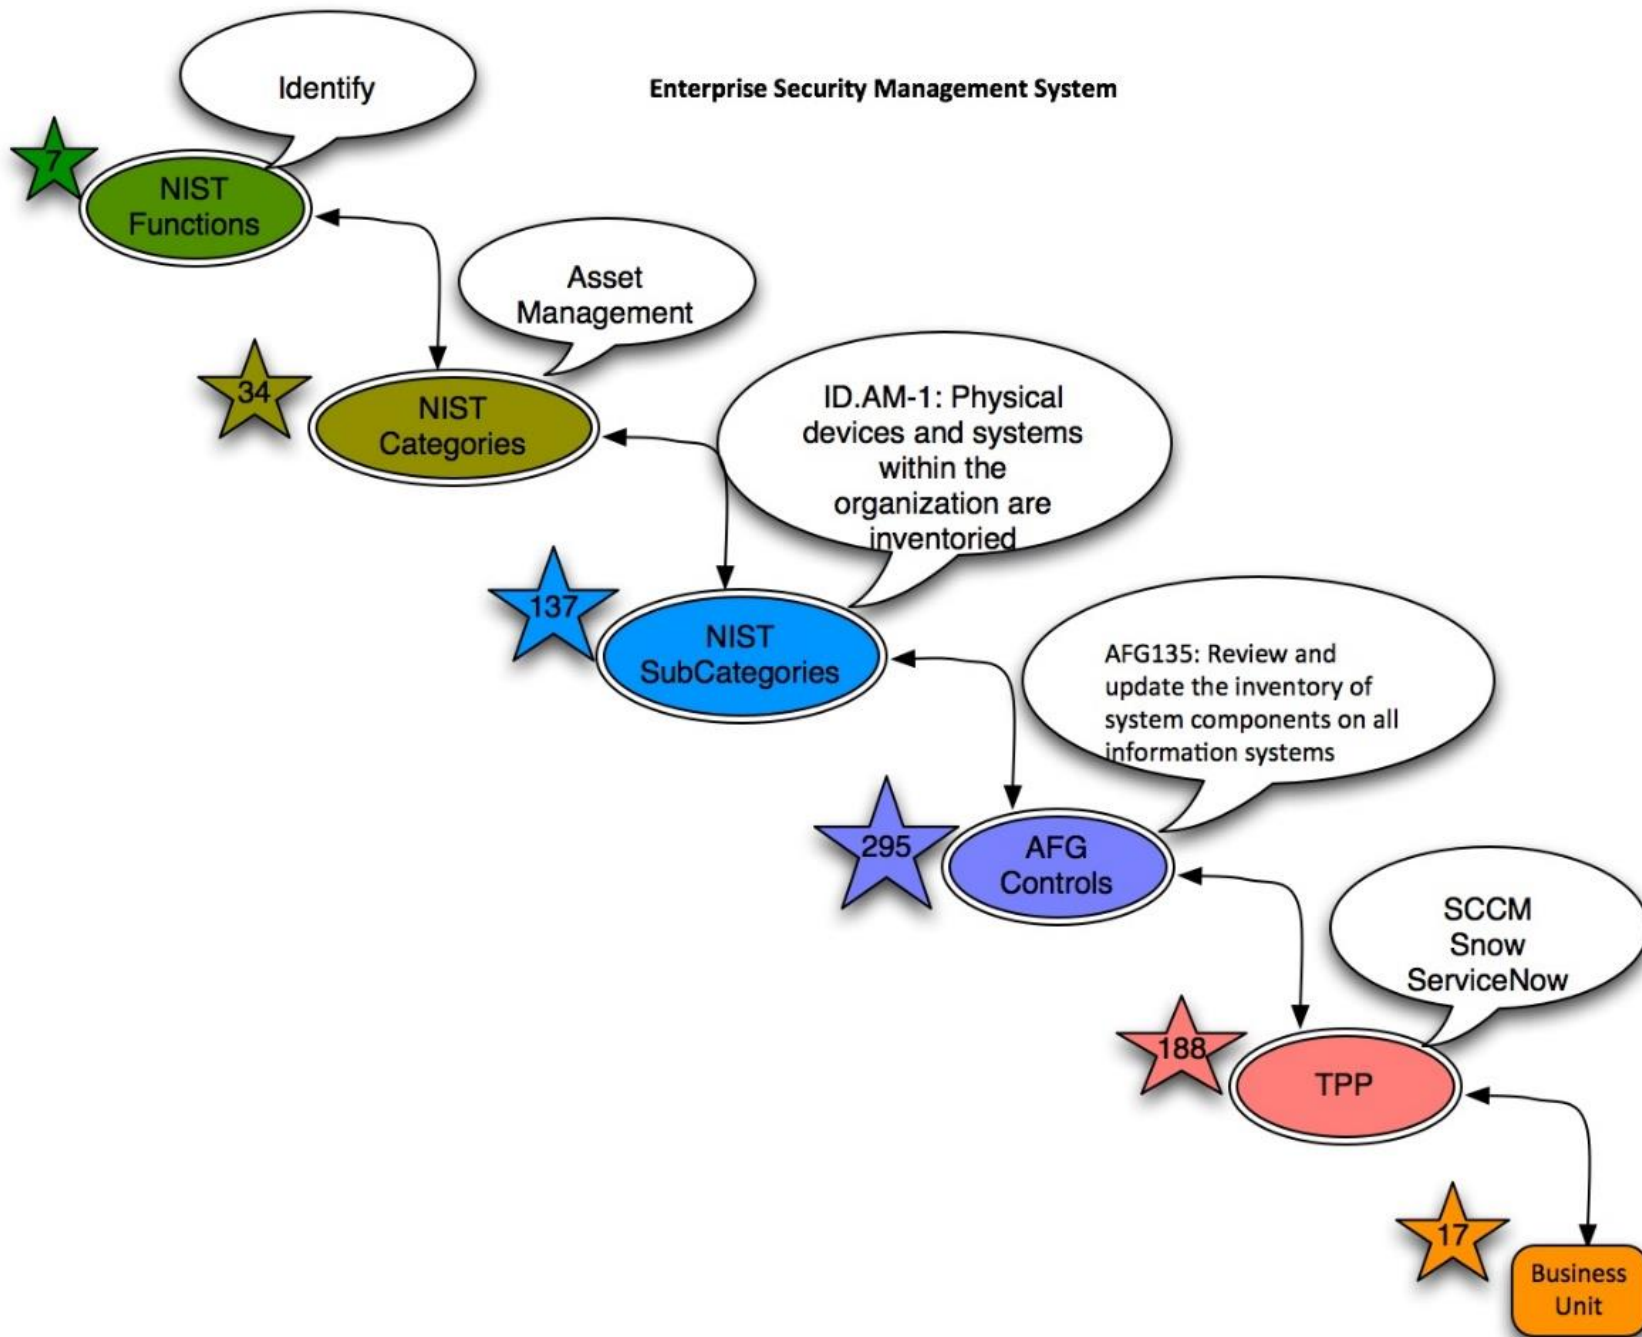 Identify
Enterprise Security Management System
7
NIST
Functions
Asset
Management
34
NIST
Categories
ID.AM-1: Physical
devices and systems
within the
organization are
inventoried
137
NIST
SubCategories
AFG135: Review and
update the inventory of
system components on all
information systems
295
AFG
Controls
SCCM
Snow
ServiceNow
188
TPP
17
Business
Unit